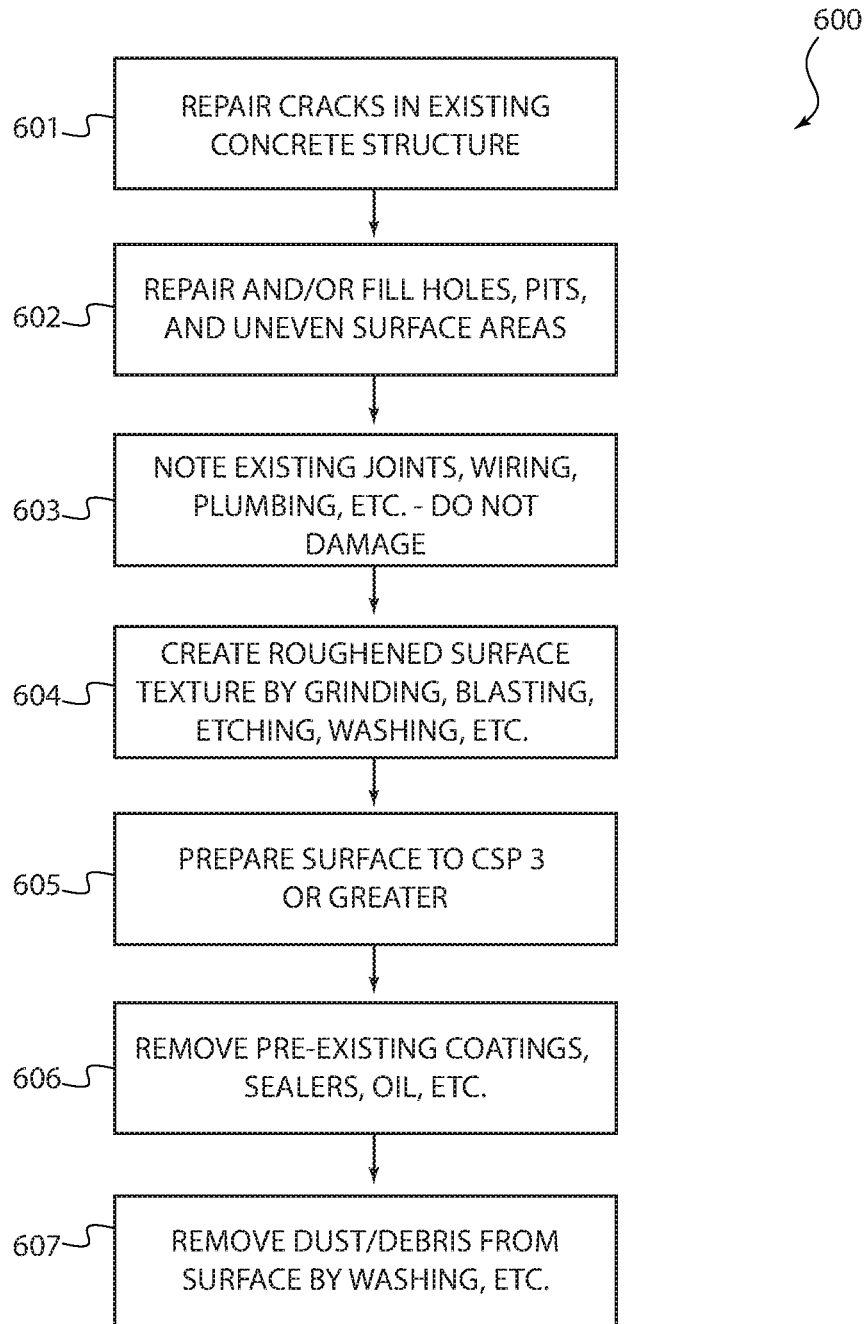 600
601
REPAIR CRACKS IN EXISTING
CONCRETE STRUCTURE
602
REPAIR AND/OR FILL HOLES, PITS,
AND UNEVEN SURFACE AREAS
603
NOTE EXISTING JOINTS, WIRING,
PLUMBING, ETC. - DO NOT
DAMAGE
604
CREATE ROUGHENED SURFACE
TEXTURE BY GRINDING, BLASTING,
ETCHING, WASHING, ETC.
605
PREPARE SURFACE TO CSP 3
OR GREATER
606
REMOVE PRE-EXISTING COATINGS,
SEALERS, OIL, ETC.
607
REMOVE DUST/DEBRIS FROM
SURFACE BY WASHING, ETC.